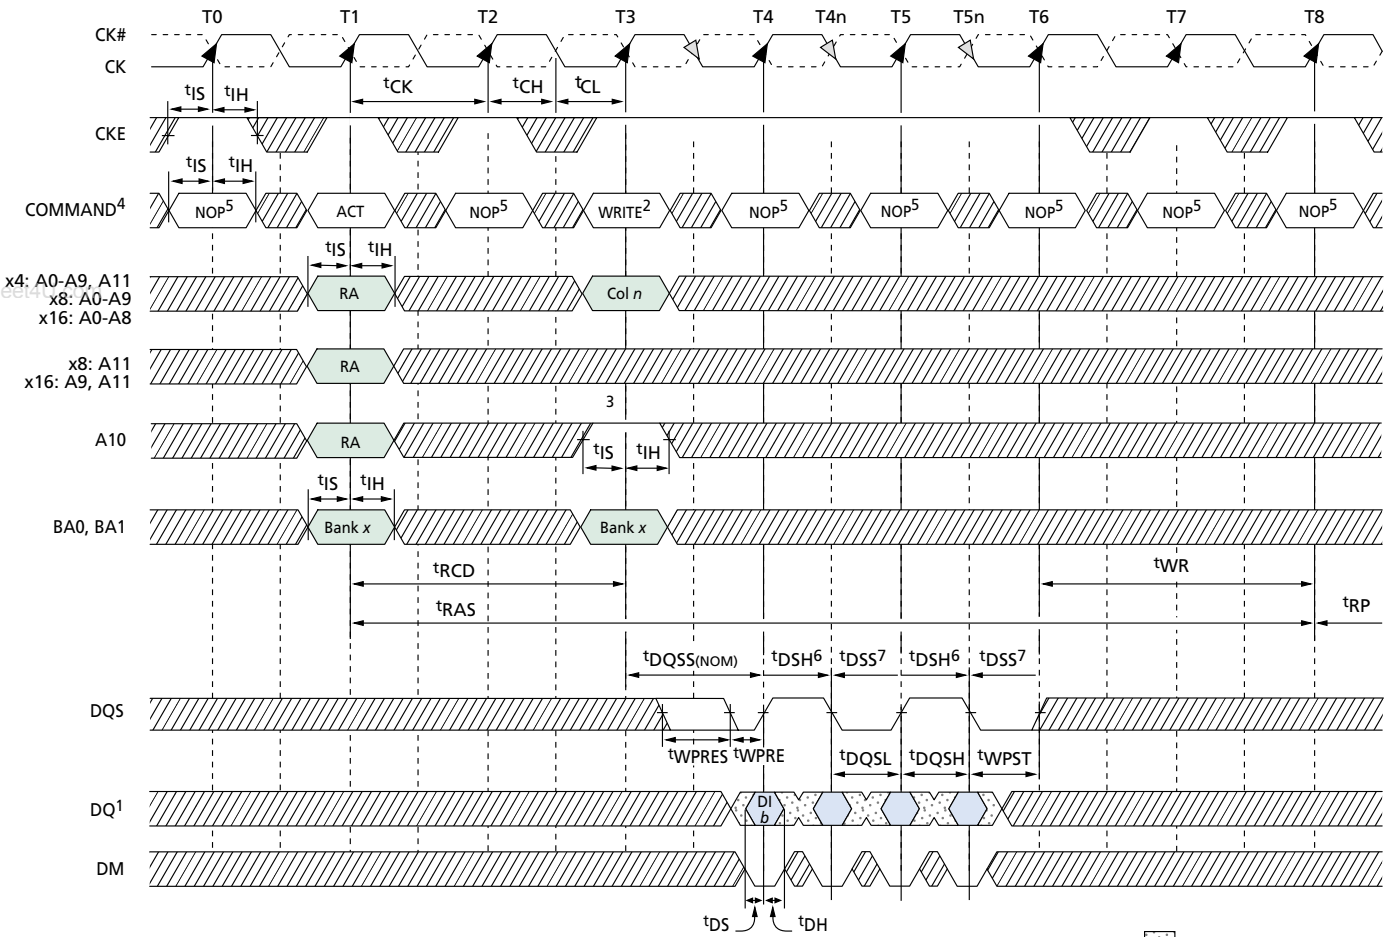 T0 T1 T2 T3 T4 T4n T5 T5n T6 T7 T8
CK#
CK
tCK tCH tCL
tIS tIH
CKE
tIS tIH
COMMAND4 NOP5 ACT NOP5 WRITE2 NOP5 NOP5 NOP5 NOP5 NOP5
tIS tIH
x4: A0-A9, A11
x8: A0-A9
x16: A0-A8
RA Col n
x8: A11
x16: A9, A11
RA
3
A10 RA
tIS tIH
tIS tIH
BA0, BA1 Bank x Bank x
tRCD tWR
tRAS tRP
tDQSS(NOM) tDSH6 tDSS7 tDSH6 tDSS7
DQS
tWPRES tWPRE tDQSL tDQSH tWPST
DQ1 DI
b
DM
tDS tDH